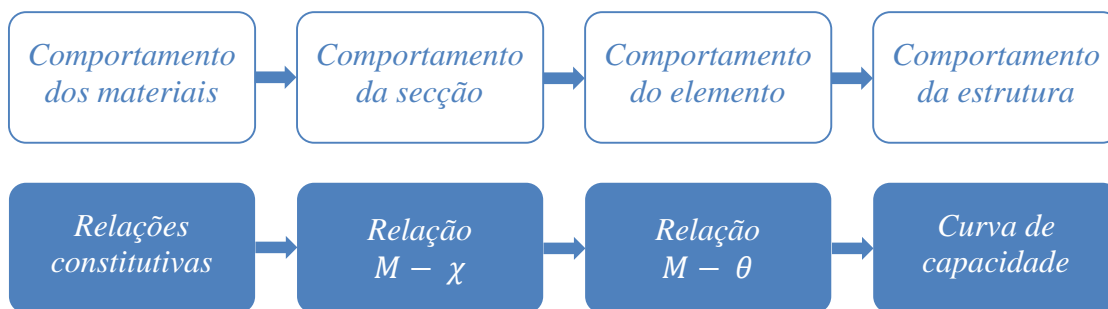 Comportamento
dos materiais
Comportamento
da secção
Comportamento
do elemento
Comportamento
da estrutura
Relações
constitutivas
Relação
M − χ
Relação
M − θ
Curva de
capacidade